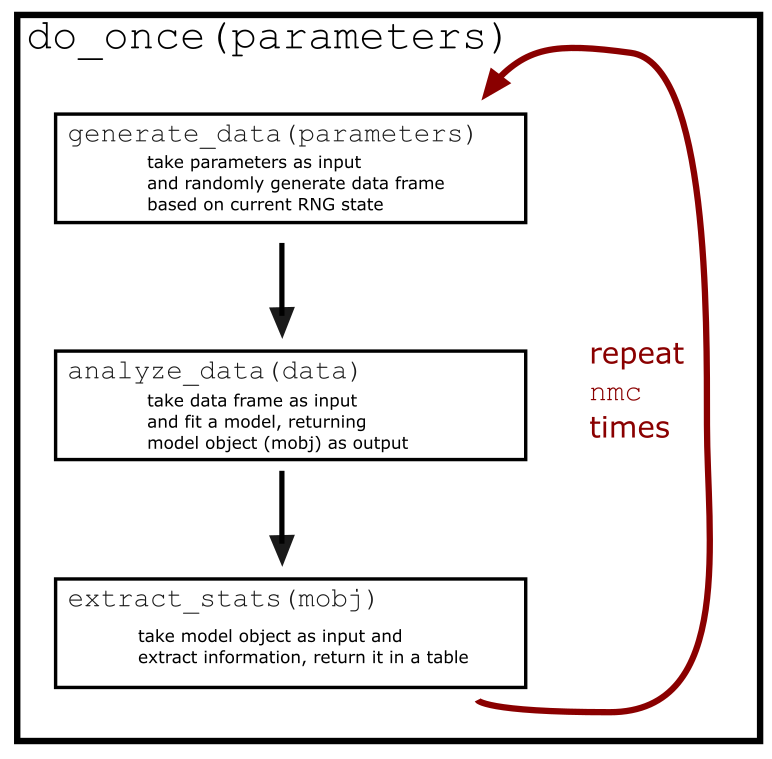 do_once(parameters)
generate_data(parameters)
take parameters as input
and randomly generate data frame
based on current RNG state
analyze_data(data)
take data frame as input
and fit a model, returning
model object (mobj) as output
extract_stats(mobj)
take model object as input and
extract information, return it in a table
repeat
nmc
times